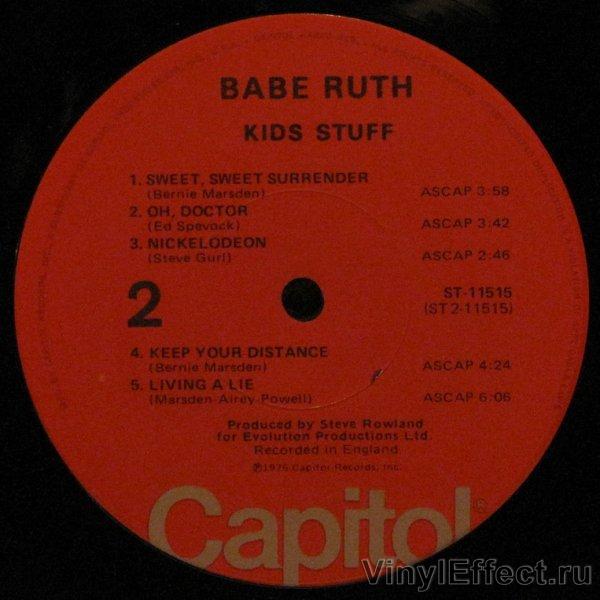 BABE RUTH
KIDS STUFF
1. SWEET, SWEET SURRENDER
(Bernie Marsden) ASCAP 3:58
2. OH, DOCTOR
(Ed Spevock) ASCAP 3:42
3. NICKELODEON
(Steve Gurl) ASCAP 2:46
2
ST-11515
(ST 2-11515)
4. KEEP YOUR DISTANCE
(Bernie Marsden) ASCAP 4:24
5. LIVING A LIE
(Marsden-Airey-Powell) ASCAP 6:06
Produced by Steve Rowland
for Evolution Productions Ltd.
Recorded in England
℗1976 Capitol Records, Inc.
Capitol®
VinylEffect.ru